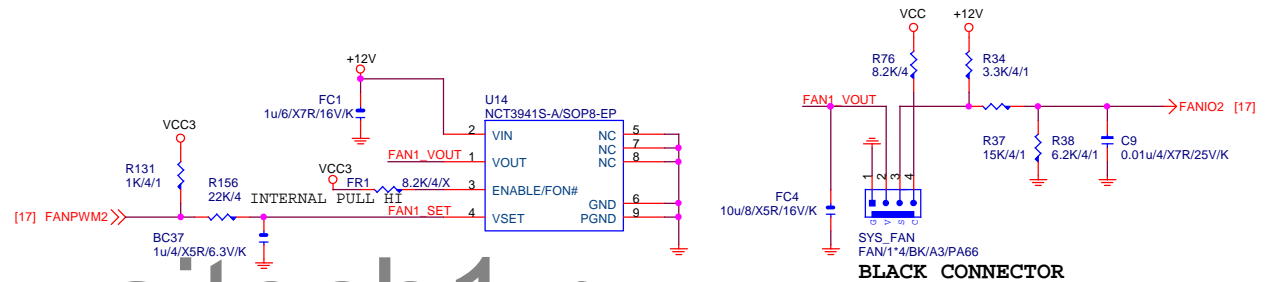 +12V
FC1
1u/6/X7R/16V/K
U14
NCT3941S-A/SOP8-EP
2 VIN
FAN1_VOUT 1 VOUT
VCC3
FR1 8.2K/4/X 3 ENABLE/FON#
INTERNAL PULL HI
FAN1_SET 4 VSET
NC 5
NC 7
NC 8
GND 6
PGND 9
VCC3
R131
1K/4/1
R156
22K/4
[17] FANPWM2
BC37
1u/4/X5R/6.3V/K
VCC
+12V
R76
8.2K/4
R34
3.3K/4/1
FAN1_VOUT
FANIO2 [17]
R37
15K/4/1
R38
6.2K/4/1
C9
0.01u/4/X7R/25V/K
FC4
10u/8/X5R/16V/K
1 2 3 4
G V S C
SYS_FAN
FAN/1*4/BK/A3/PA66
BLACK CONNECTOR